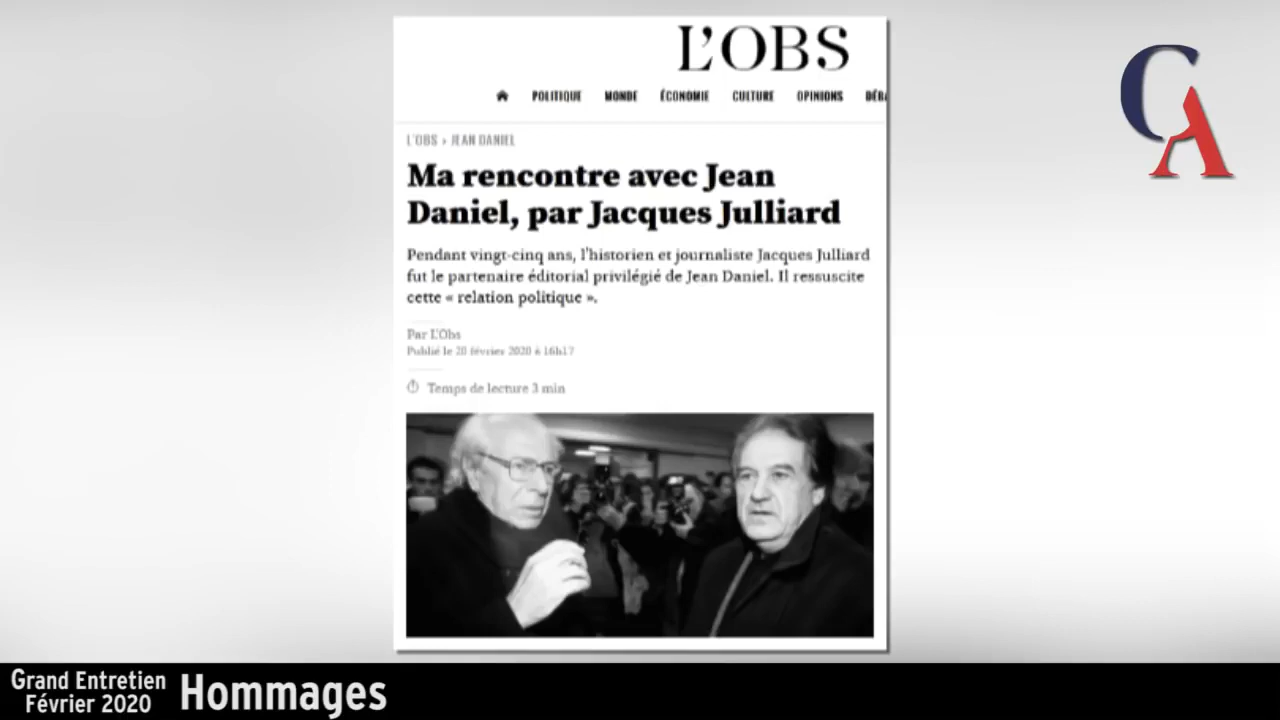 L'OBS
POLITIQUE MONDE ÉCONOMIE CULTURE OPINIONS DÉBA
L'OBS > JEAN DANIEL
Ma rencontre avec Jean
Daniel, par Jacques Julliard
Pendant vingt-cinq ans, l'historien et journaliste Jacques Julliard
fut le partenaire éditorial privilégié de Jean Daniel. Il ressuscite
cette « relation politique ».
Par L'Obs
Publié le 20 février 2020 à 16h17
Temps de lecture 3 min
CA
Grand Entretien
Février 2020
Hommages